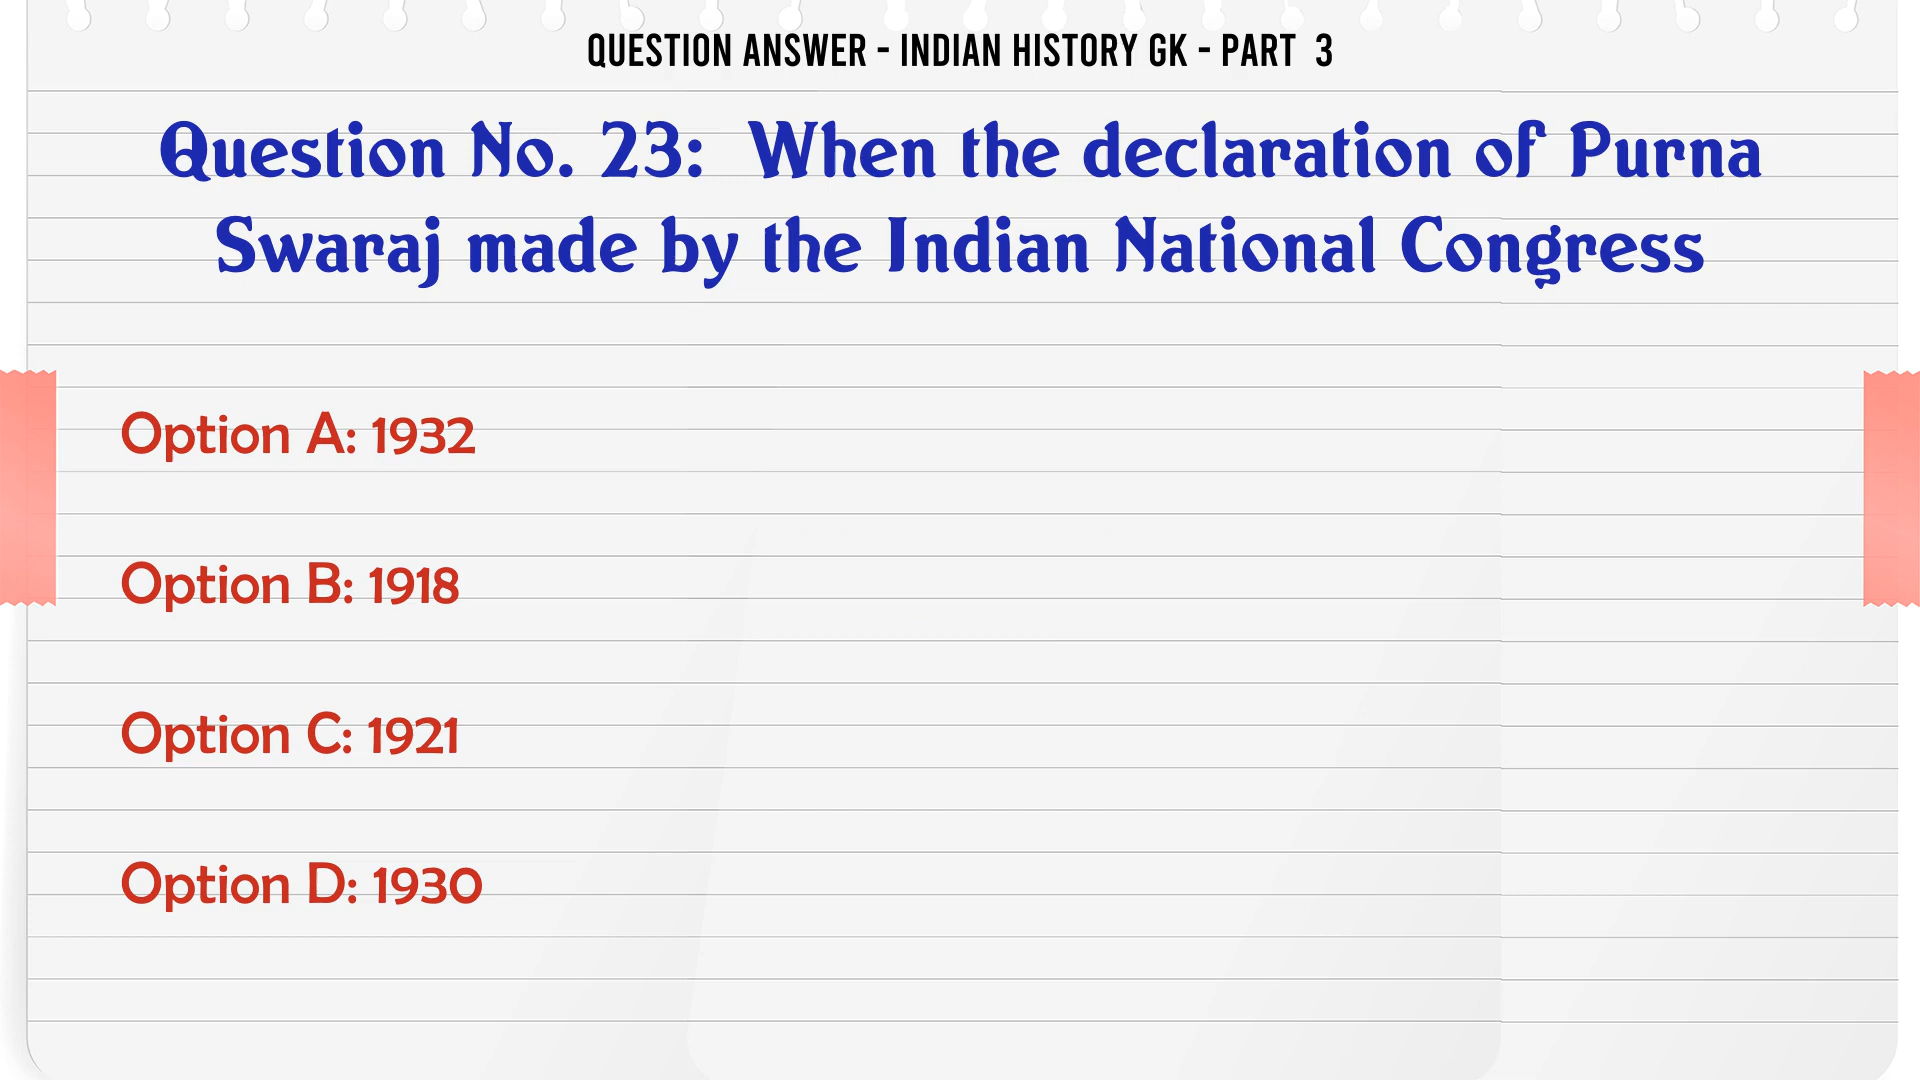 QUESTION ANSWER - INDIAN HISTORY GK - PART 3
Question No. 23: When the declaration of Purna
Swaraj made by the Indian National Congress
Option A: 1932
Option B: 1918
Option C: 1921
Option D: 1930